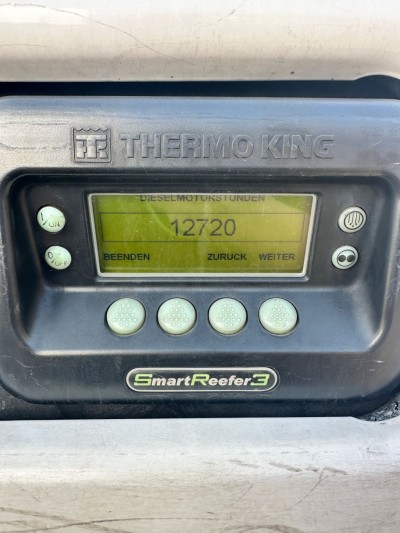 THERMO KING
DIESELMOTORSTUNDEN
12720
BEENDEN ZURUCK WEITER
SmartReefer3